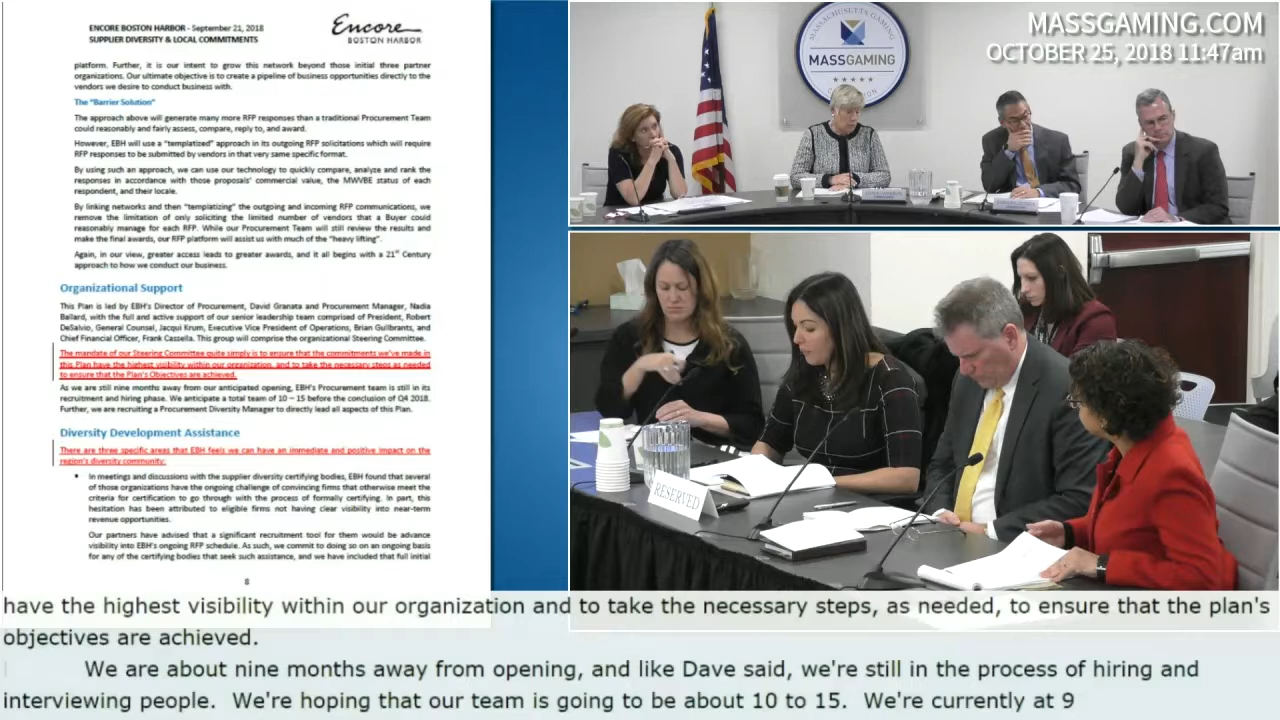 ENCORE BOSTON HARBOR - September 21, 2018
SUPPLIER DIVERSITY & LOCAL COMMITMENTS
Encore
BOSTON HARBOR
platform. Further, it is our intent to grow this network beyond those initial three partner
organizations. Our ultimate objective is to create a pipeline of business opportunities directly to the
vendors we desire to conduct business with.
The "Barrier Solution"
The approach above will generate many more RFP responses than a traditional Procurement Team
could reasonably and fairly assess, compare, reply to, and award.
However, EBH will use a "templatized" approach in its outgoing RFP solicitations which will require
RFP responses to be submitted by vendors in that very same specific format.
By using such an approach, we can use our technology to quickly compare, analyze and rank the
responses in accordance with those proposals' commercial value, the MWVBE status of each
respondent, and their locale.
By linking networks and then "templatizing" the outgoing and incoming RFP communications, we
remove the limitation of only soliciting the limited number of vendors that a Buyer could
reasonably manage for each RFP. While our Procurement Team will still review the results and
make the final awards, our RFP platform will assist us with much of the "heavy lifting".
Again, in our view, greater access leads to greater awards, and it all begins with a 21st Century
approach to how we conduct our business.
Organizational Support
This Plan is led by EBH's Director of Procurement, David Granata and Procurement Manager, Nadia
Ballard, with the full and active support of our senior leadership team comprised of President, Robert
DeSalvio, General Counsel, Jacqui Krum, Executive Vice President of Operations, Brian Gullbrants, and
Chief Financial Officer, Frank Cassella. This group will comprise the organizational Steering Committee.
The mandate of our Steering Committee quite simply is to ensure that the commitments we've made in
this Plan have the highest visibility within our organization, and to take the necessary steps as needed
to ensure that the Plan's Objectives are achieved.
As we are still nine months away from our anticipated opening, EBH's Procurement team is still in its
recruitment and hiring phase. We anticipate a total team of 10 – 15 before the conclusion of Q4 2018.
Further, we are recruiting a Procurement Diversity Manager to directly lead all aspects of this Plan.
Diversity Development Assistance
There are three specific areas that EBH feels we can have an immediate and positive impact on the
region's diversity community:
• In meetings and discussions with the supplier diversity certifying bodies, EBH found that several
of those organizations have the ongoing challenge of convincing firms that otherwise meet the
criteria for certification to go through with the process of formally certifying. In part, this
hesitation has been attributed to eligible firms not having clear visibility into near-term
revenue opportunities.
Our partners have advised that a significant recruitment tool for them would be advance
visibility into EBH's ongoing RFP schedule. As such, we commit to doing so on an ongoing basis
for any of the certifying bodies that seek such assistance, and we have included that full initial
8
MASSACHUSETTS GAMING
MASSGAMING
MASSGAMING.COM
OCTOBER 25, 2018 11:47am
RESERVED
have the highest visibility within our organization and to take the necessary steps, as needed, to ensure that the plan's
objectives are achieved.
We are about nine months away from opening, and like Dave said, we're still in the process of hiring and
interviewing people. We're hoping that our team is going to be about 10 to 15. We're currently at 9